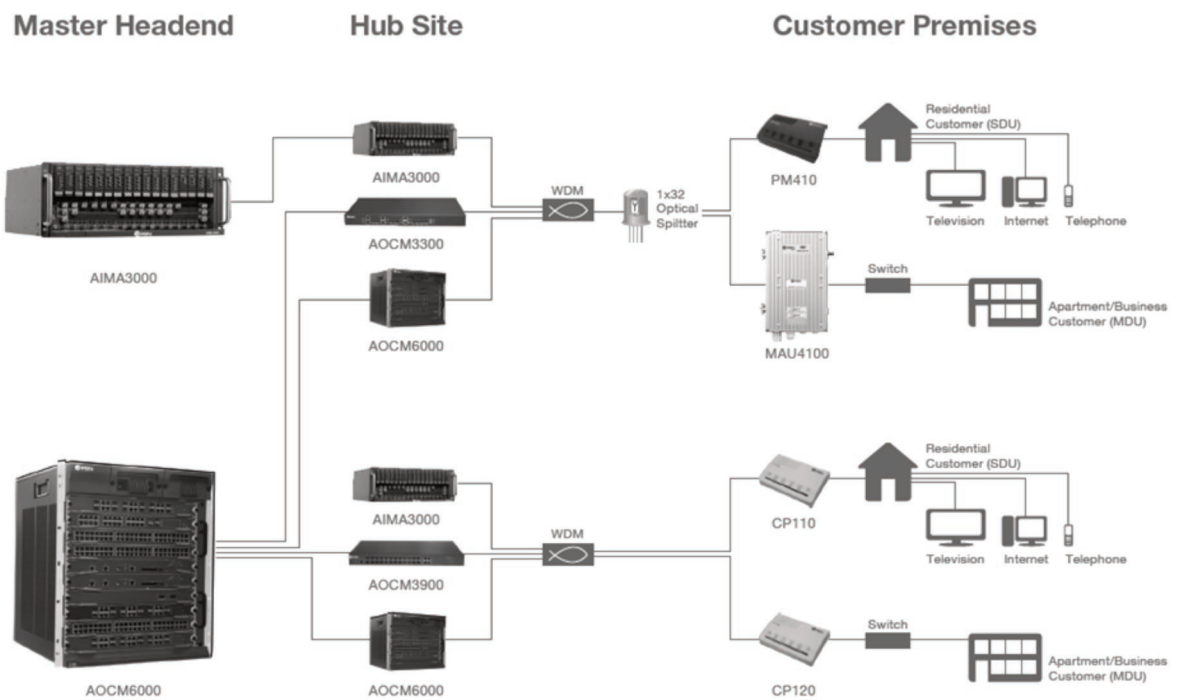 Master Headend
Hub Site
Customer Premises
AIMA3000
AIMA3000
AOCM3300
AOCM6000
WDM
1x32
Optical
Spiltter
PM410
Residential
Customer (SDU)
Television
Internet
Telephone
MAU4100
Switch
Apartment/Business
Customer (MDU)
AOCM6000
AIMA3000
AOCM3900
AOCM6000
WDM
CP110
Residential
Customer (SDU)
Television
Internet
Telephone
CP120
Switch
Apartment/Business
Customer (MDU)